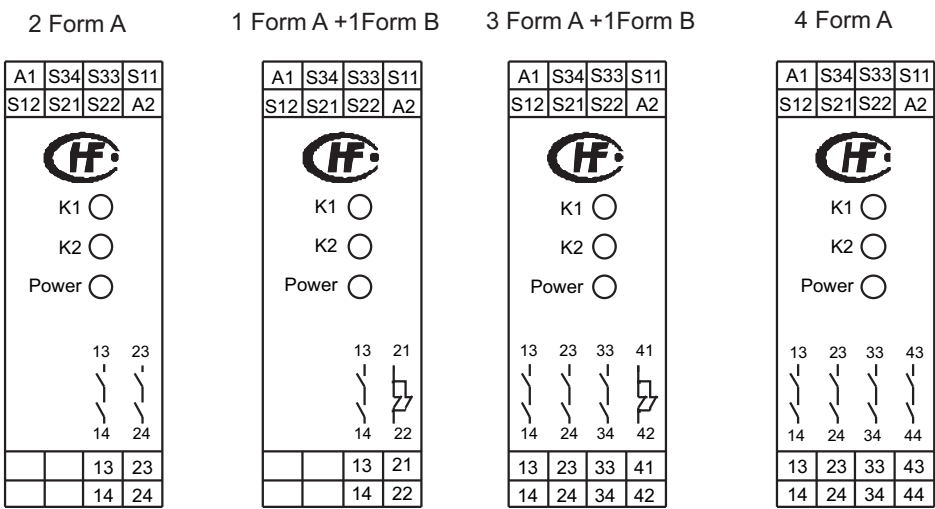 2 Form A
A1 S34 S33 S11
S12 S21 S22 A2
HF
K1
K2
Power
13 23
14 24
13 23
14 24
1 Form A +1Form B
A1 S34 S33 S11
S12 S21 S22 A2
HF
K1
K2
Power
13 21
14 22
13 21
14 22
3 Form A +1Form B
A1 S34 S33 S11
S12 S21 S22 A2
HF
K1
K2
Power
13 23 33 41
14 24 34 42
13 23 33 41
14 24 34 42
4 Form A
A1 S34 S33 S11
S12 S21 S22 A2
HF
K1
K2
Power
13 23 33 43
14 24 34 44
13 23 33 43
14 24 34 44